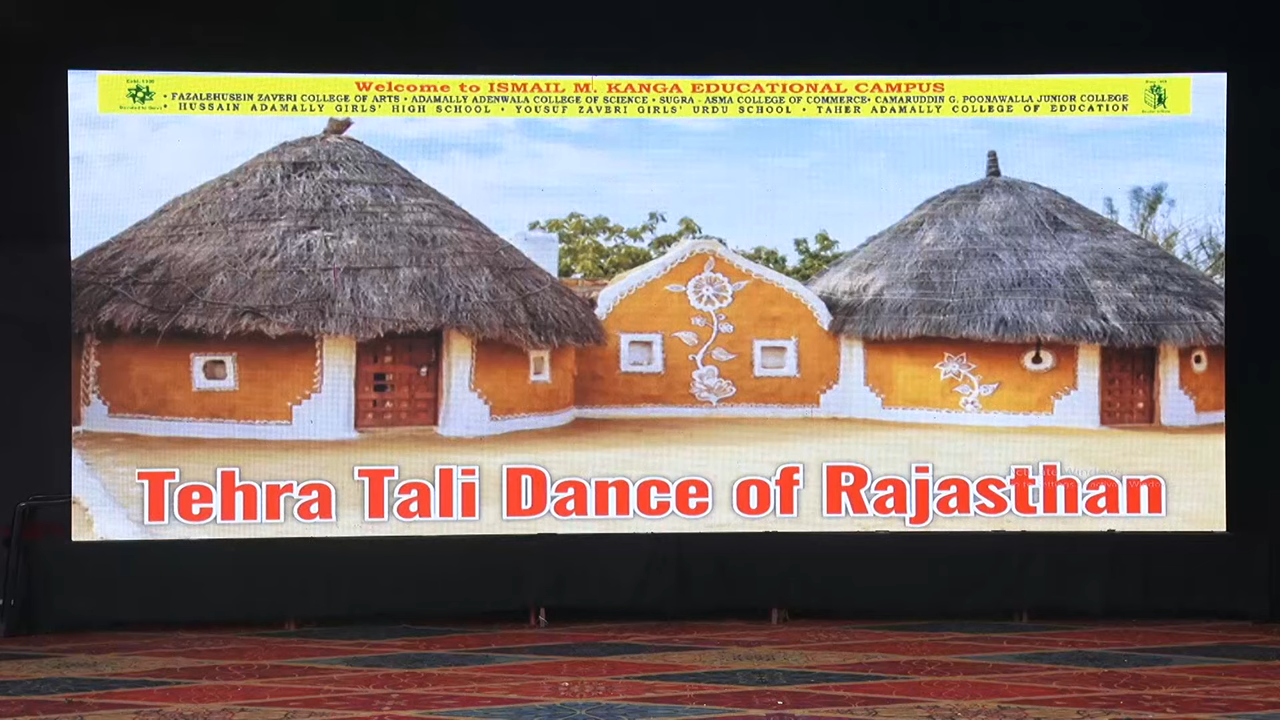 Welcome to ISMAIL M. KANGA EDUCATIONAL CAMPUS
• FAZALEHUSEIN ZAVERI COLLEGE OF ARTS • ADAMALLY ADENWALA COLLEGE OF SCIENCE • SUGRA - ASMA COLLEGE OF COMMERCE• CAMARUDDIN G. POONAWALLA JUNIOR COLLEGE
• HUSSAIN ADAMALLY GIRLS' HIGH SCHOOL • YOUSUF ZAVERI GIRLS' URDU SCHOOL • TAHER ADAMALLY COLLEGE OF EDUCATION
Tehra Tali Dance of Rajasthan
Activate Windows